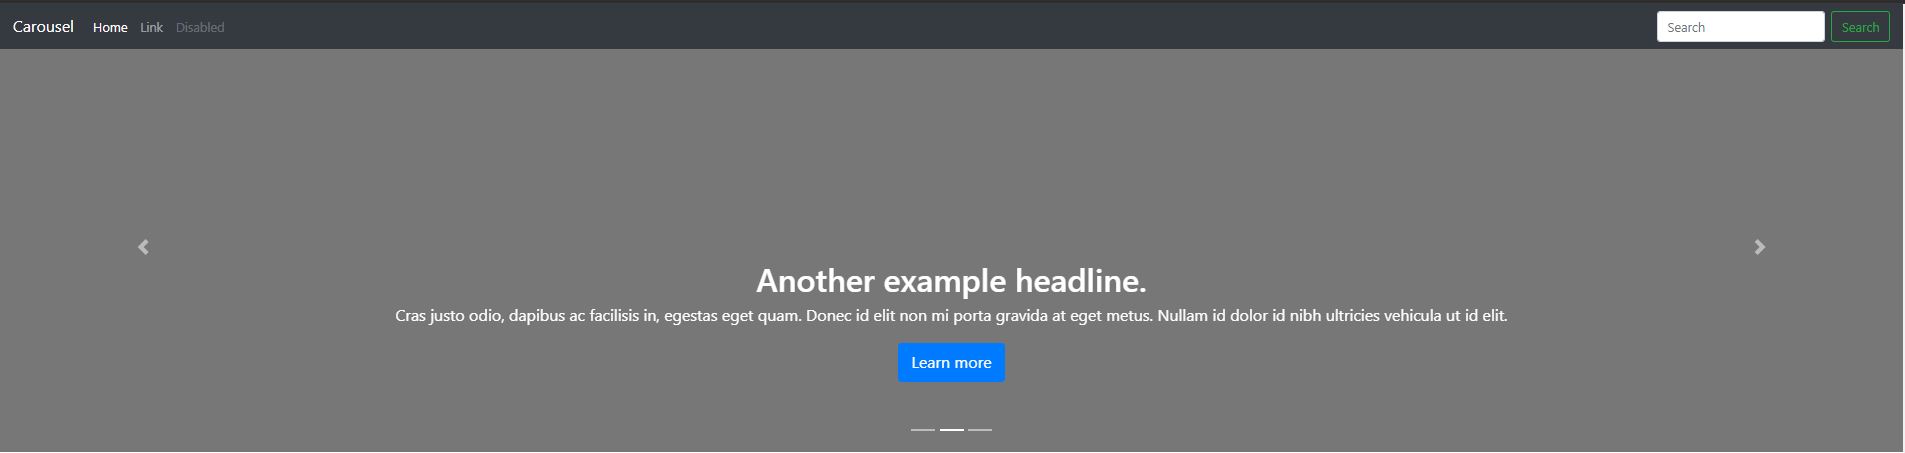 Carousel Home Link Disabled Search Search
Another example headline.
Cras justo odio, dapibus ac facilisis in, egestas eget quam. Donec id elit non mi porta gravida at eget metus. Nullam id dolor id nibh ultricies vehicula ut id elit.
Learn more